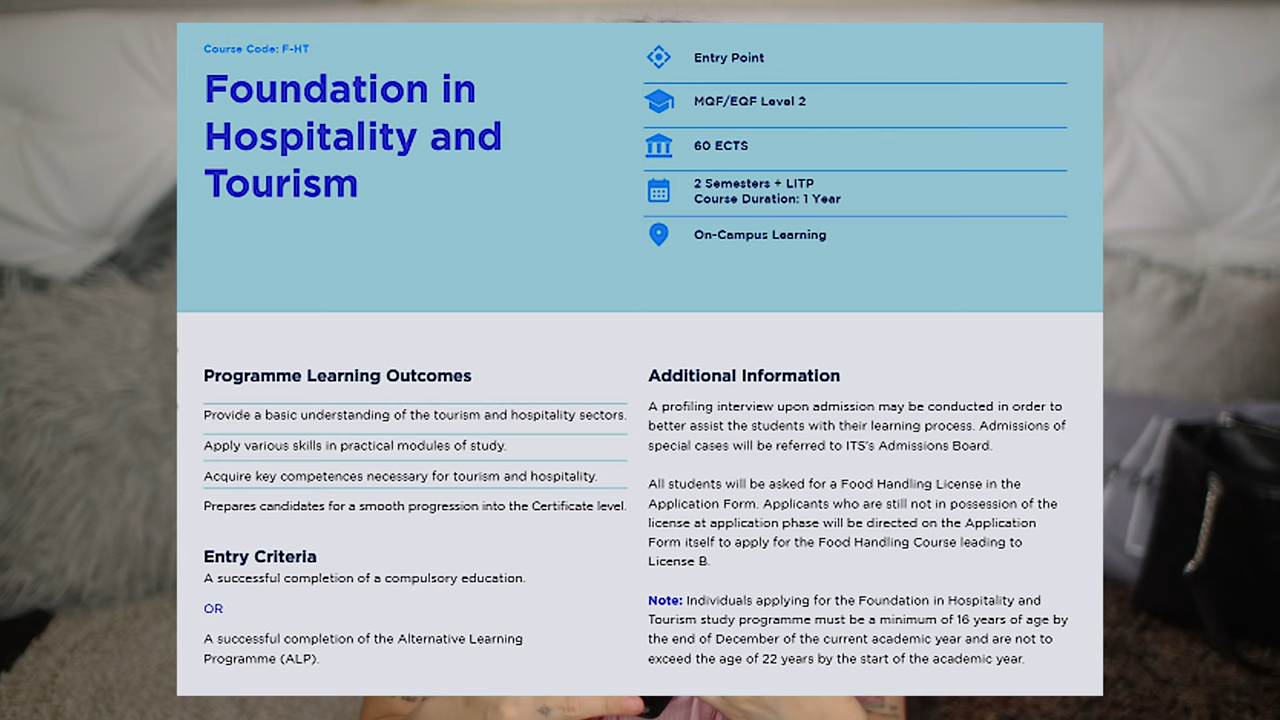 Course Code: F-HT
Foundation in
Hospitality and
Tourism
Entry Point
MQF/EQF Level 2
60 ECTS
2 Semesters + LITP
Course Duration: 1 Year
On-Campus Learning
Programme Learning Outcomes
Provide a basic understanding of the tourism and hospitality sectors.
Apply various skills in practical modules of study.
Acquire key competences necessary for tourism and hospitality.
Prepares candidates for a smooth progression into the Certificate level.
Entry Criteria
A successful completion of a compulsory education.
OR
A successful completion of the Alternative Learning
Programme (ALP).
Additional Information
A profiling interview upon admission may be conducted in order to
better assist the students with their learning process. Admissions of
special cases will be referred to ITS's Admissions Board.
All students will be asked for a Food Handling License in the
Application Form. Applicants who are still not in possession of the
license at application phase will be directed on the Application
Form itself to apply for the Food Handling Course leading to
License B.
Note: Individuals applying for the Foundation in Hospitality and
Tourism study programme must be a minimum of 16 years of age by
the end of December of the current academic year and are not to
exceed the age of 22 years by the start of the academic year.